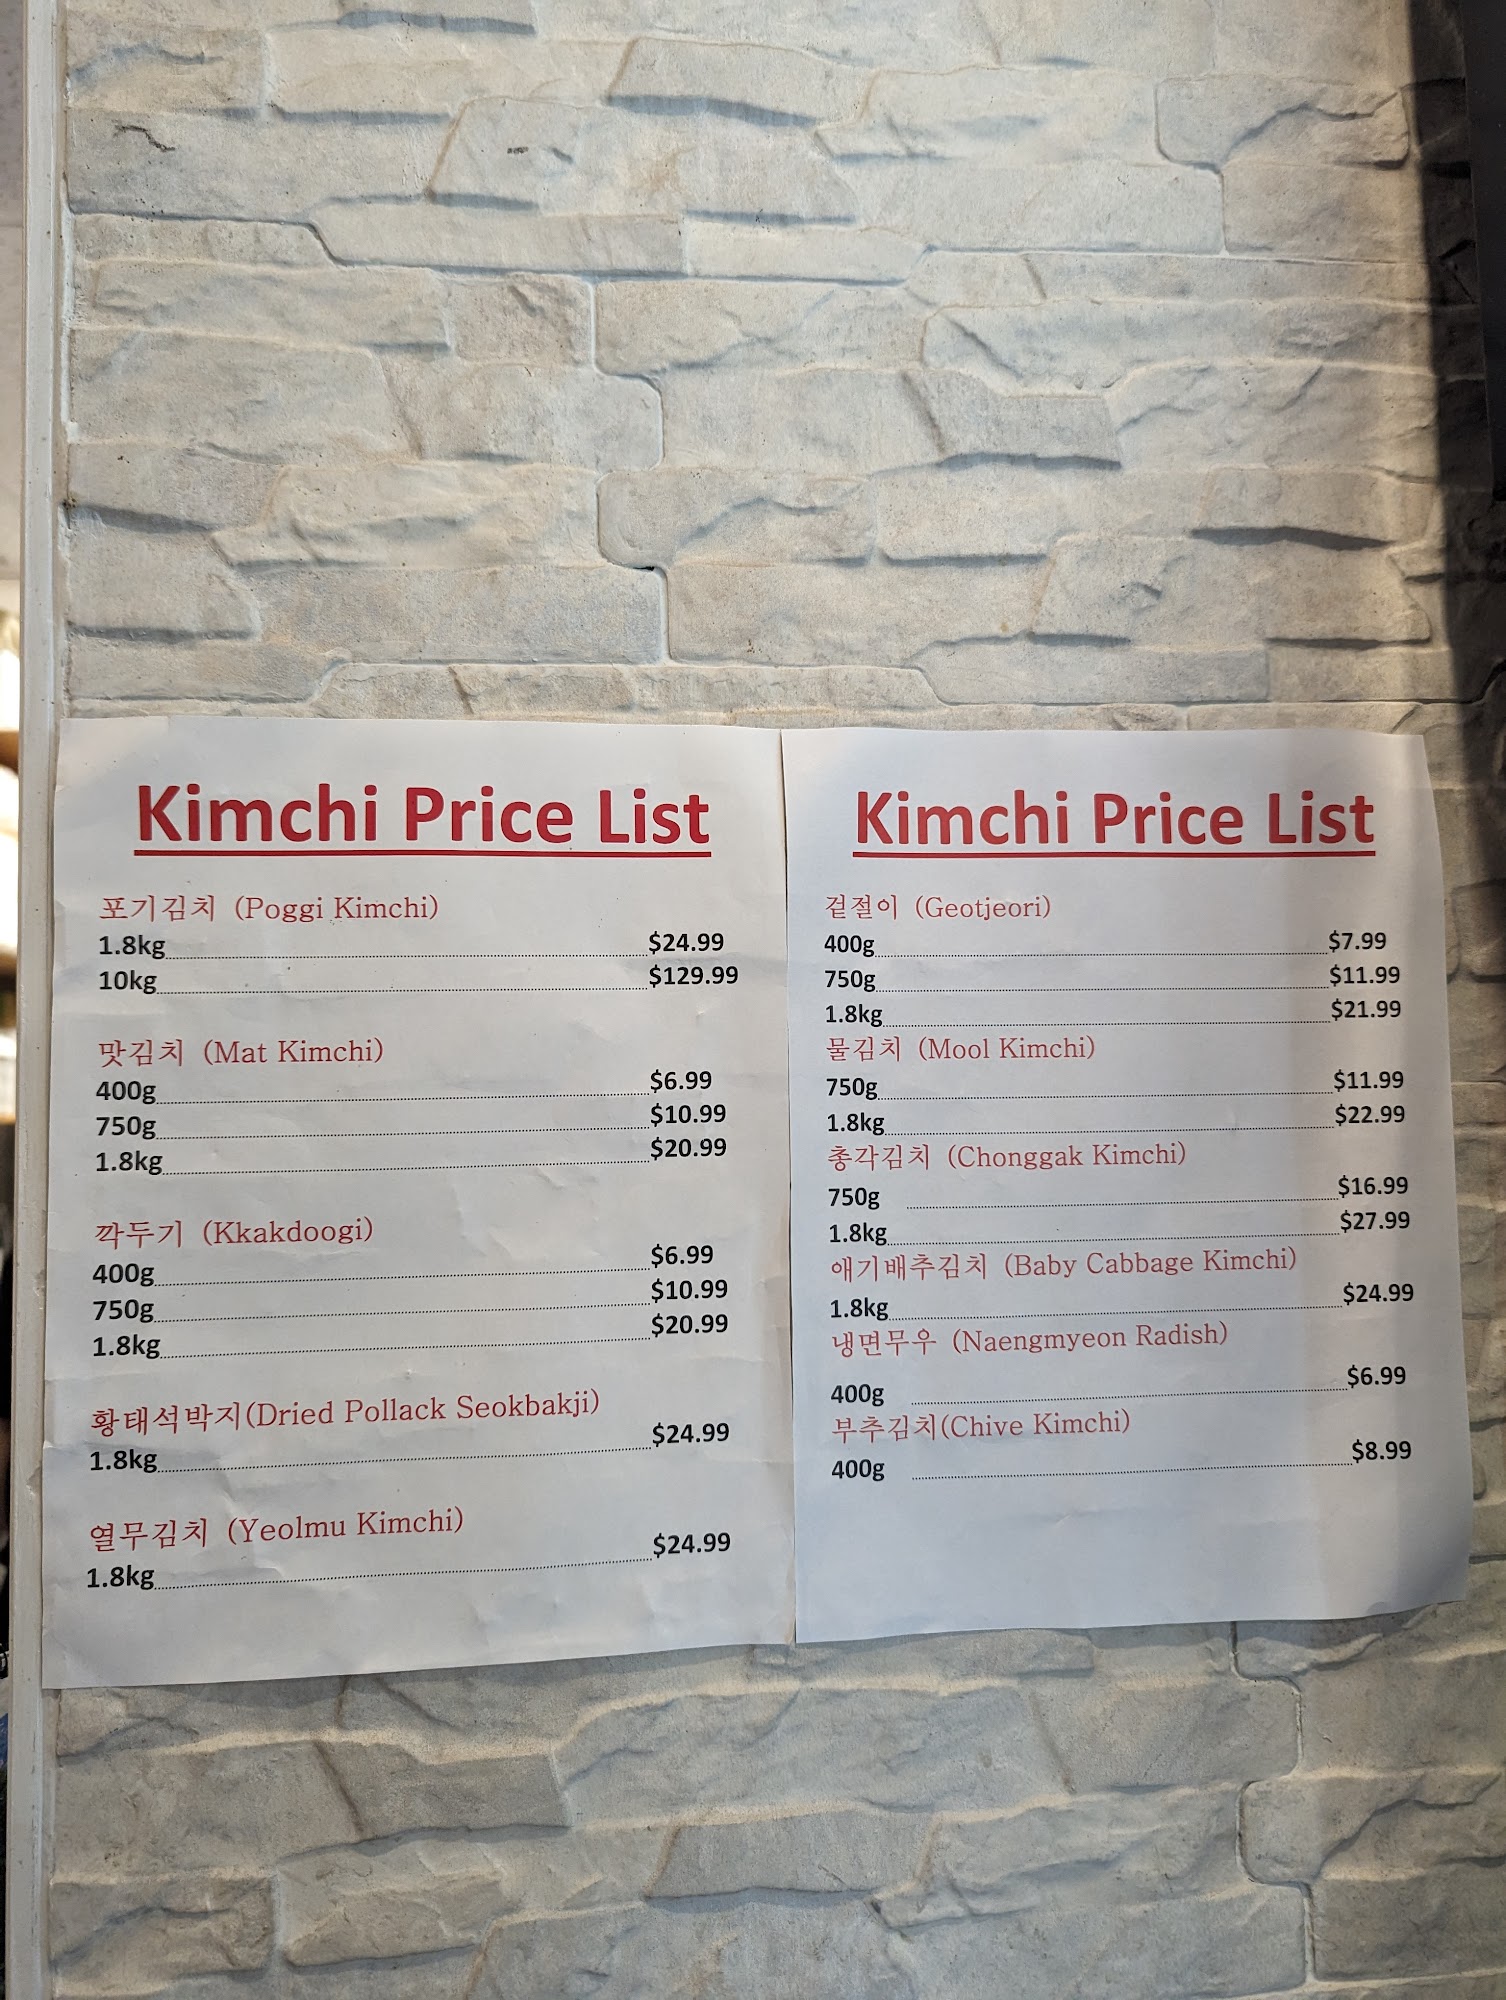 Kimchi Price List
포기김치 (Poggi Kimchi)
1.8kg $24.99
10kg $129.99
맛김치 (Mat Kimchi)
400g $6.99
750g $10.99
1.8kg $20.99
깍두기 (Kkakdoogi)
400g $6.99
750g $10.99
1.8kg $20.99
황태석박지(Dried Pollack Seokbakji)
1.8kg $24.99
열무김치 (Yeolmu Kimchi)
1.8kg $24.99
Kimchi Price List
겉절이 (Geotjeori)
400g $7.99
750g $11.99
1.8kg $21.99
물김치 (Mool Kimchi)
750g $11.99
1.8kg $22.99
총각김치 (Chonggak Kimchi)
750g $16.99
1.8kg $27.99
애기배추김치 (Baby Cabbage Kimchi)
1.8kg $24.99
냉면무우 (Naengmyeon Radish)
400g $6.99
부추김치(Chive Kimchi)
400g $8.99